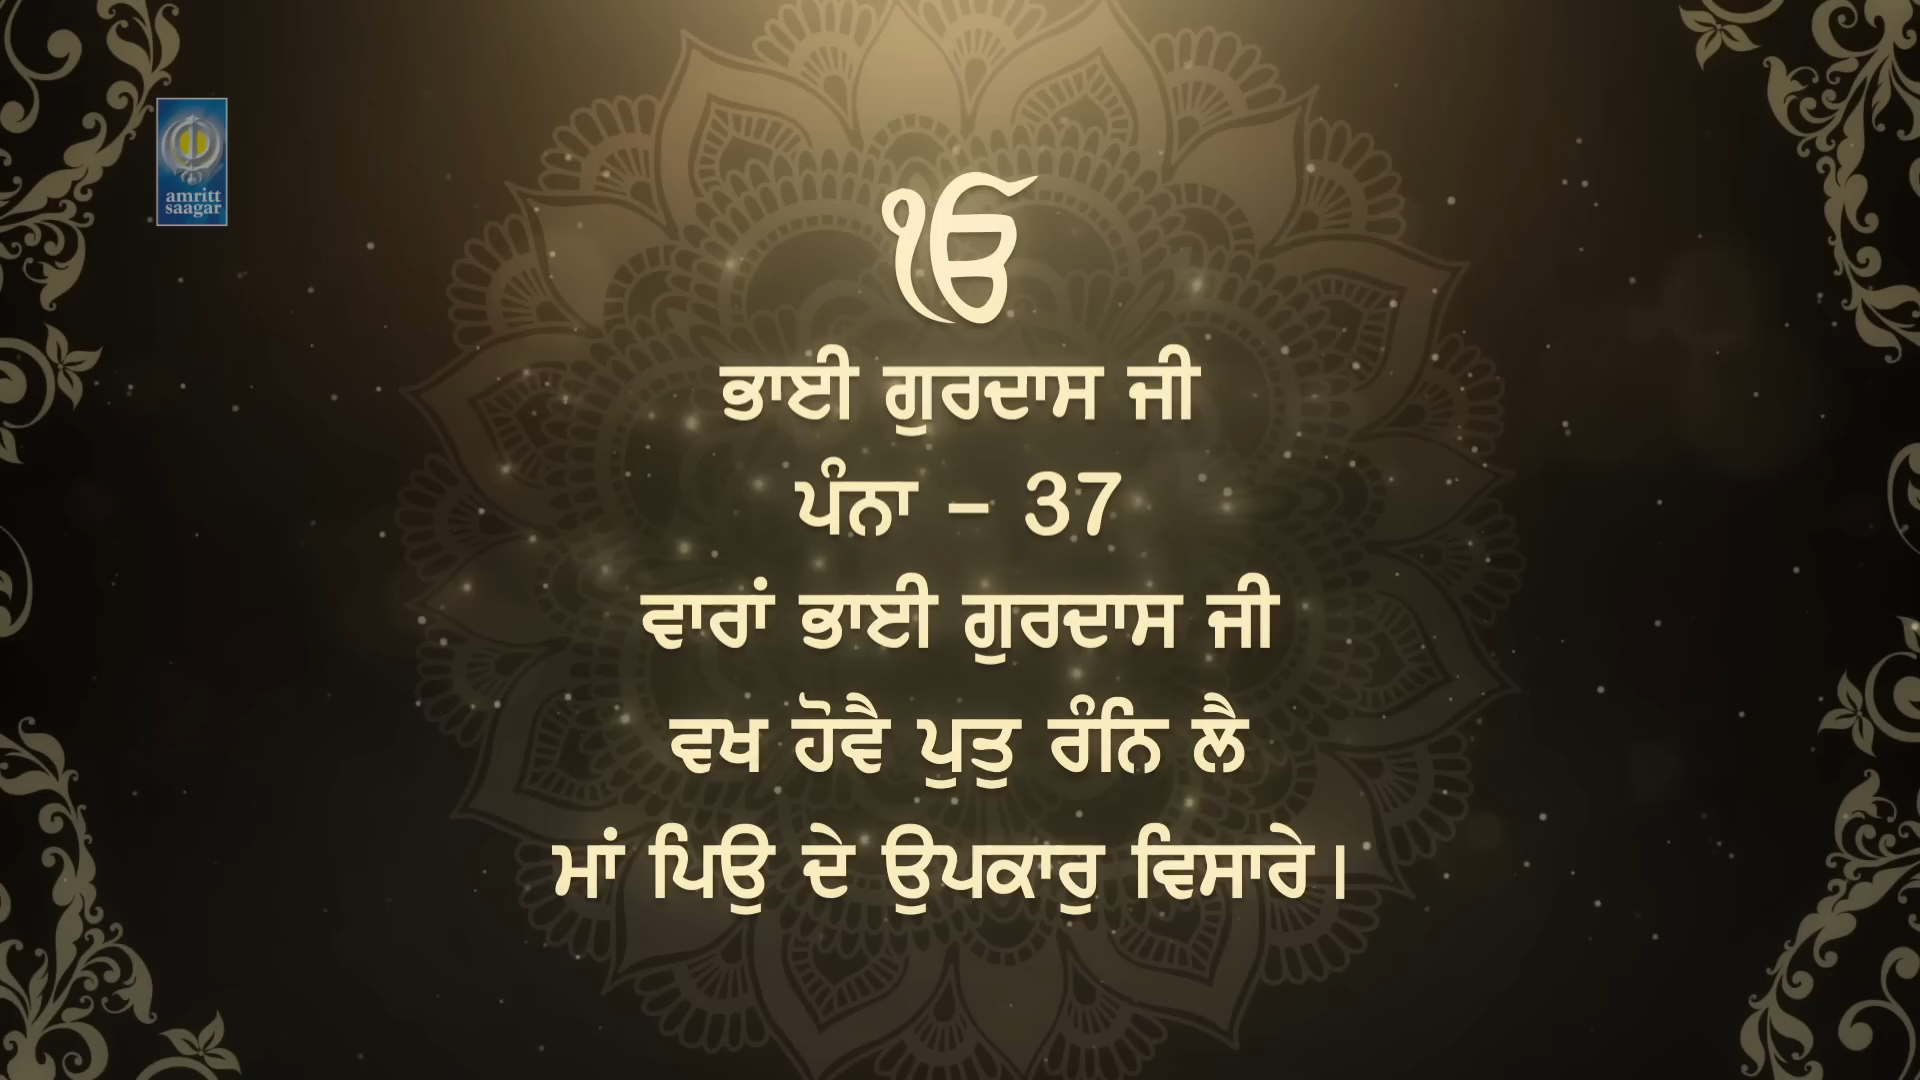 amritt
saagar
ੴ
ਭਾਈ ਗੁਰਦਾਸ ਜੀ
ਪੰਨਾ – 37
ਵਾਰਾਂ ਭਾਈ ਗੁਰਦਾਸ ਜੀ
ਵਖ ਹੋਵੈ ਪੁਤੁ ਰੰਨਿ ਲੈ
ਮਾਂ ਪਿਉ ਦੇ ਉਪਕਾਰੁ ਵਿਸਾਰੇ।